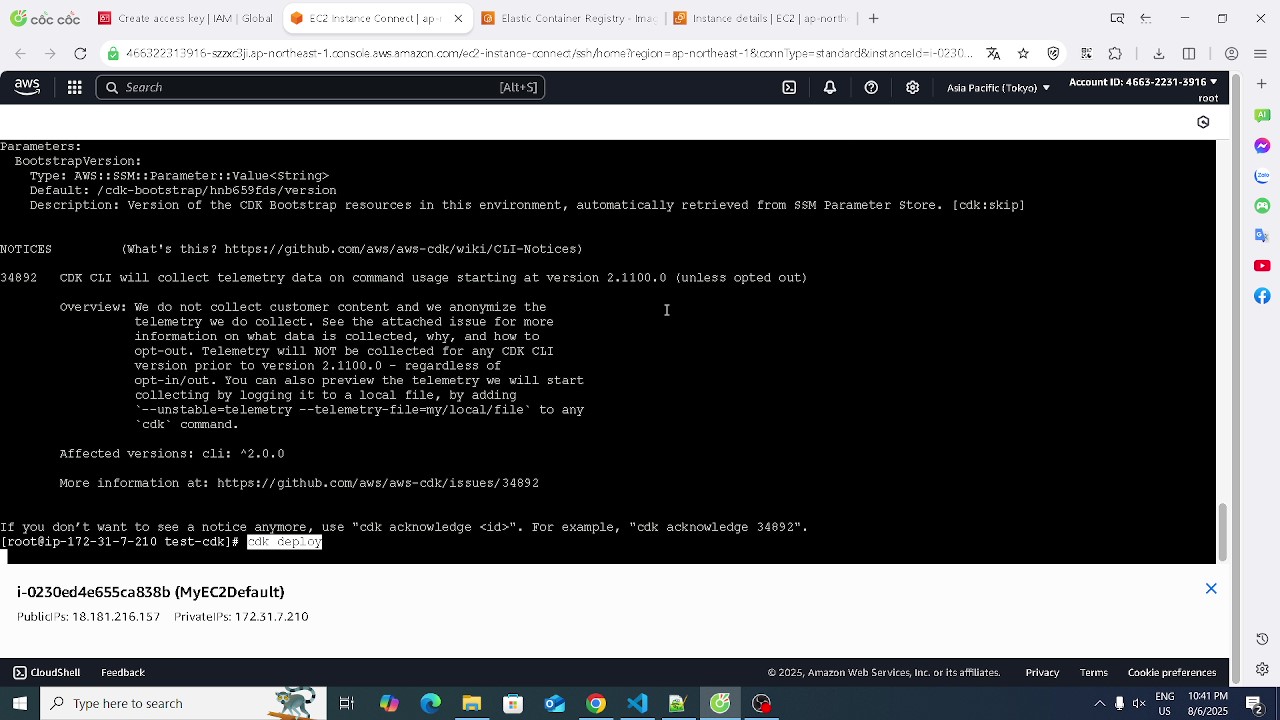 cốc cốc
Create access key | IAM | Global
EC2 Instance Connect | ap-n
Elastic Container Registry - Imag
Instance details | EC2 | ap-north
466322313916-szzxc3jj.ap-northeast-1.console.aws.amazon.com/ec2-instance-connect/ssh/home?region=ap-northeast-1&connType=standard&instanceId=i-0230...
aws
Search
[Alt+S]
Asia Pacific (Tokyo)
Account ID: 4663-2231-3916
root
Parameters:
BootstrapVersion:
Type: AWS::SSM::Parameter::Value<String>
Default: /cdk-bootstrap/hnb659fds/version
Description: Version of the CDK Bootstrap resources in this environment, automatically retrieved from SSM Parameter Store. [cdk:skip]
NOTICES (What's this? https://github.com/aws/aws-cdk/wiki/CLI-Notices)
34892 CDK CLI will collect telemetry data on command usage starting at version 2.1100.0 (unless opted out)
Overview: We do not collect customer content and we anonymize the
telemetry we do collect. See the attached issue for more
information on what data is collected, why, and how to
opt-out. Telemetry will NOT be collected for any CDK CLI
version prior to version 2.1100.0 - regardless of
opt-in/out. You can also preview the telemetry we will start
collecting by logging it to a local file, by adding
`--unstable=telemetry --telemetry-file=my/local/file` to any
`cdk` command.
Affected versions: cli: ^2.0.0
More information at: https://github.com/aws/aws-cdk/issues/34892
If you don't want to see a notice anymore, use "cdk acknowledge <id>". For example, "cdk acknowledge 34892".
[root@ip-172-31-7-210 test-cdk]# cdk deploy
i-0230ed4e655ca838b (MyEC2Default)
PublicIPs: 18.181.216.157 PrivateIPs: 172.31.7.210
CloudShell
Feedback
© 2025, Amazon Web Services, Inc. or its affiliates.
Privacy
Terms
Cookie preferences
AI
Zalo
Type here to search
ENG
US
10:41 PM
8/6/2025
2